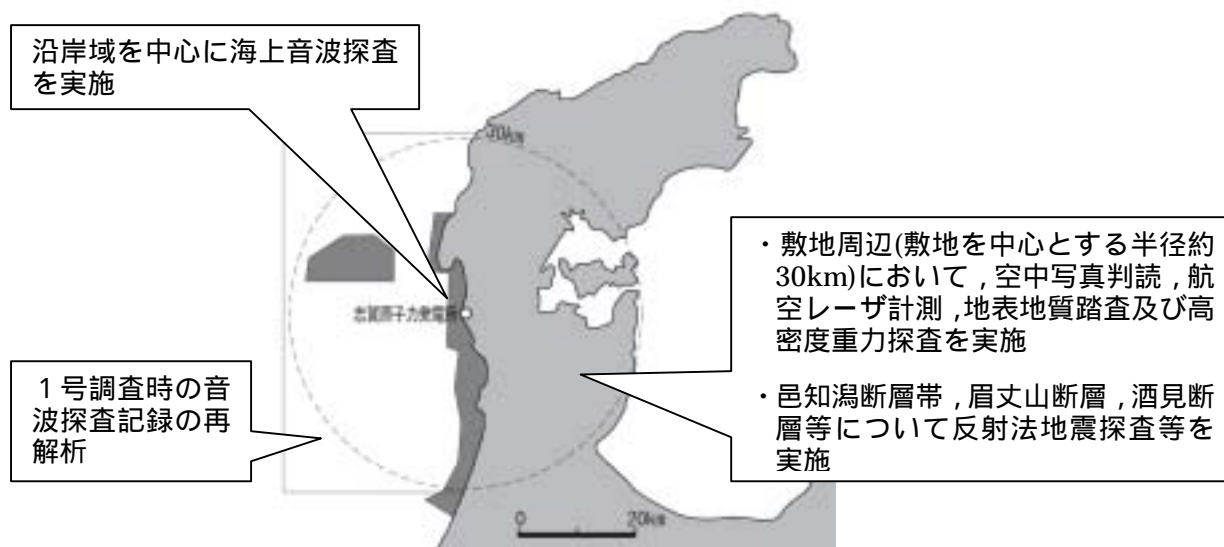 沿岸域を中心に海上音波探査
を実施
30km
・敷地周辺(敷地を中心とする半径約
30km)において，空中写真判読，航
空レーザ計測，地表地質踏査及び高
密度重力探査を実施
・邑知潟断層帯，眉丈山断層，酒見断
層等について反射法地震探査等を
実施
志賀原子力発電所
１号調査時の音
波探査記録の再
解析
0 20km